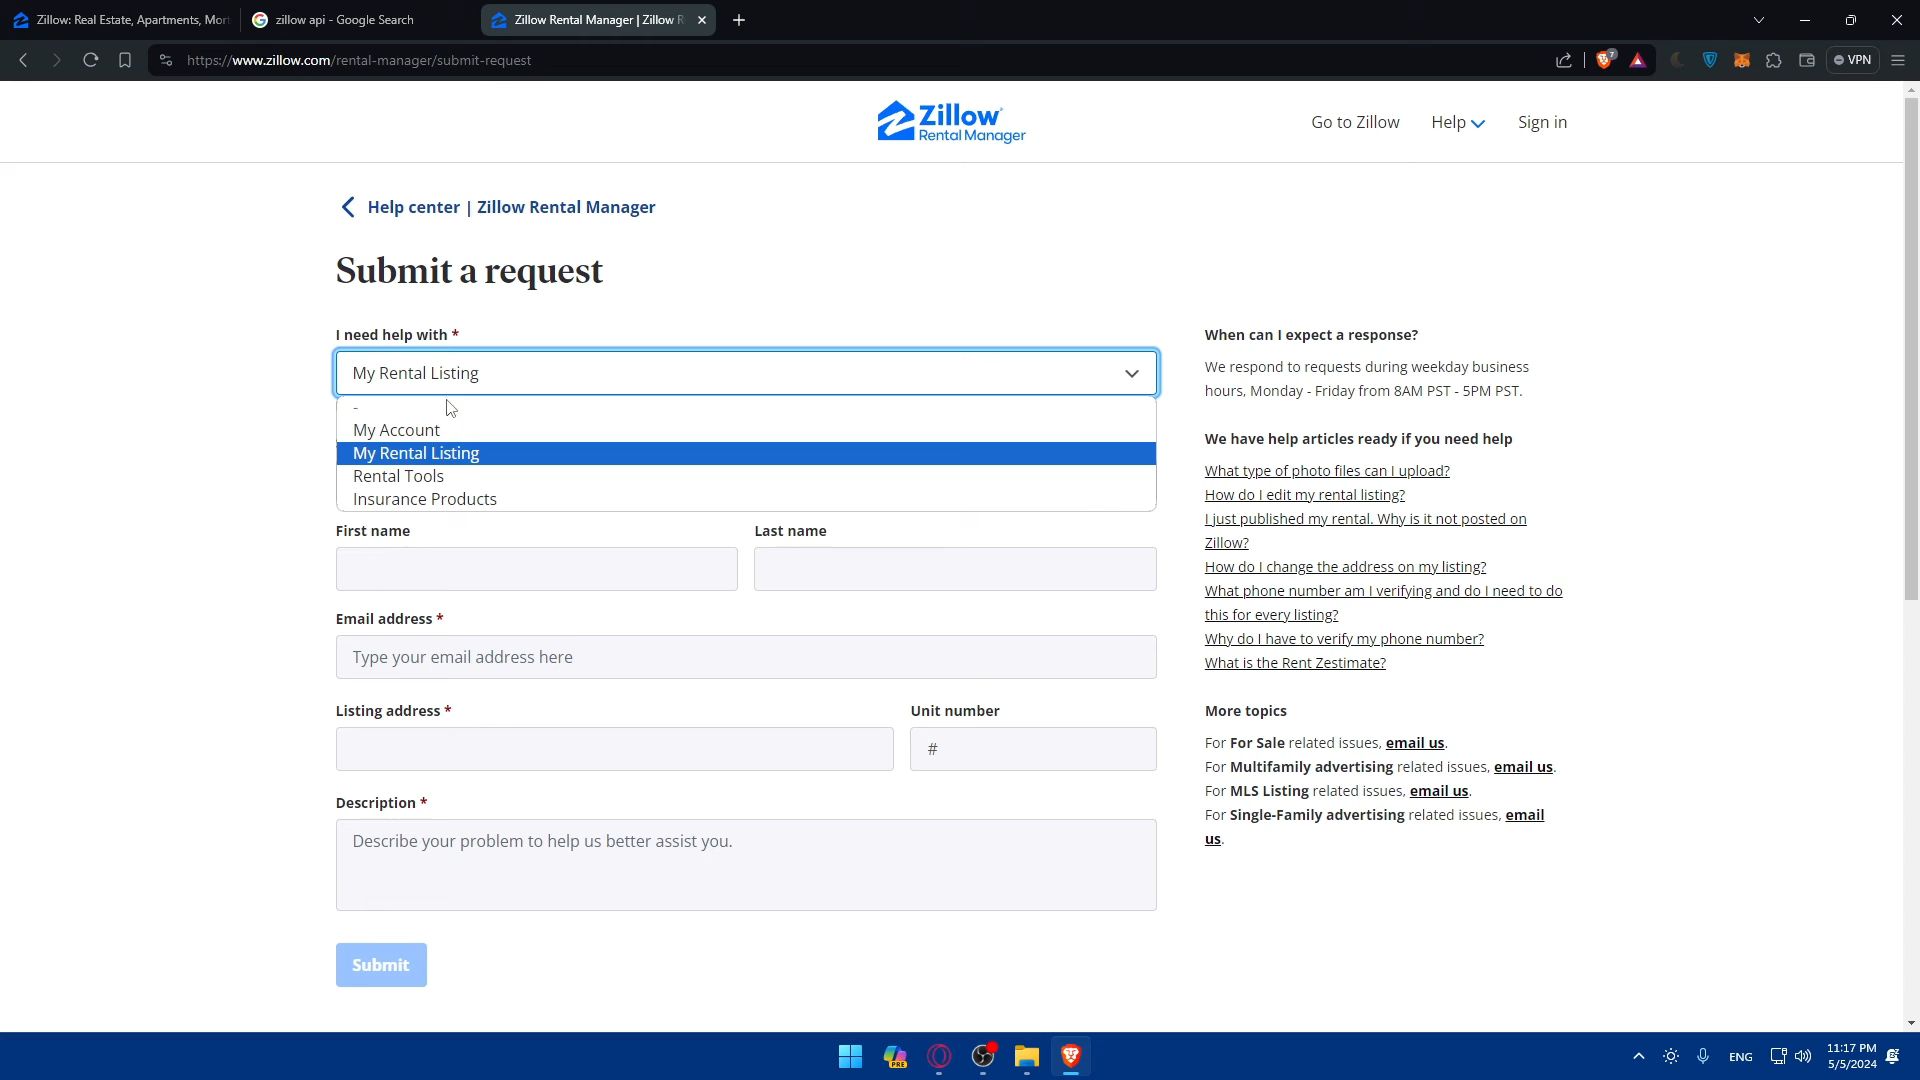 Zillow: Real Estate, Apartments, Mort
zillow api - Google Search
Zillow Rental Manager | Zillow R
https://www.zillow.com/rental-manager/submit-request
7
VPN
Zillow
Rental Manager
Go to Zillow
Help
Sign in
Help center | Zillow Rental Manager
Submit a request
I need help with *
My Rental Listing
-
My Account
My Rental Listing
Rental Tools
Insurance Products
First name
Last name
Email address *
Type your email address here
Listing address *
Unit number
#
Description *
Describe your problem to help us better assist you.
Submit
When can I expect a response?
We respond to requests during weekday business
hours, Monday - Friday from 8AM PST - 5PM PST.
We have help articles ready if you need help
What type of photo files can I upload?
How do I edit my rental listing?
I just published my rental. Why is it not posted on
Zillow?
How do I change the address on my listing?
What phone number am I verifying and do I need to do
this for every listing?
Why do I have to verify my phone number?
What is the Rent Zestimate?
More topics
For For Sale related issues, email us.
For Multifamily advertising related issues, email us.
For MLS Listing related issues, email us.
For Single-Family advertising related issues, email
us.
PRE
ENG
11:17 PM
5/5/2024